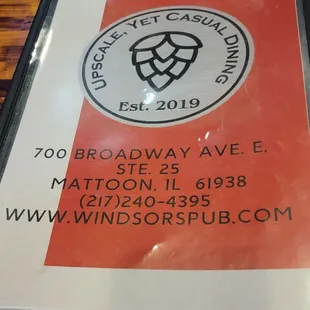 UPSCALE, YET CASUAL DINING
EST. 2019
700 BROADWAY AVE. E.
STE. 25
MATTOON, IL 61938
(217)240-4395
WWW.WINDSORSPUB.COM